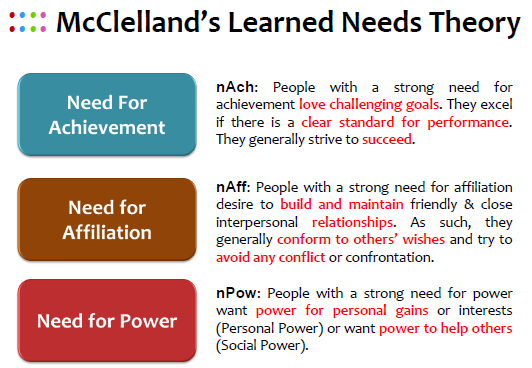 McClelland’s Learned Needs Theory
Need For
Achievement
nAch: People with a strong need for
achievement love challenging goals. They excel
if there is a clear standard for performance.
They generally strive to succeed.
Need for
Affiliation
nAff: People with a strong need for affiliation
desire to build and maintain friendly & close
interpersonal relationships. As such, they
generally conform to others’ wishes and try to
avoid any conflict or confrontation.
Need for Power
nPow: People with a strong need for power
want power for personal gains or interests
(Personal Power) or want power to help others
(Social Power).